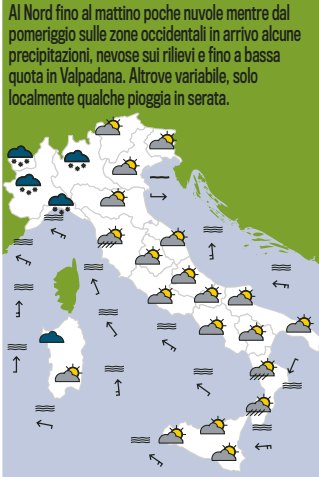 Al Nord fino al mattino poche nuvole mentre dal
pomeriggio sulle zone occidentali in arrivo alcune
precipitazioni, nevose sui rilievi e fino a bassa
quota in Valpadana. Altrove variabile, solo
localmente qualche pioggia in serata.